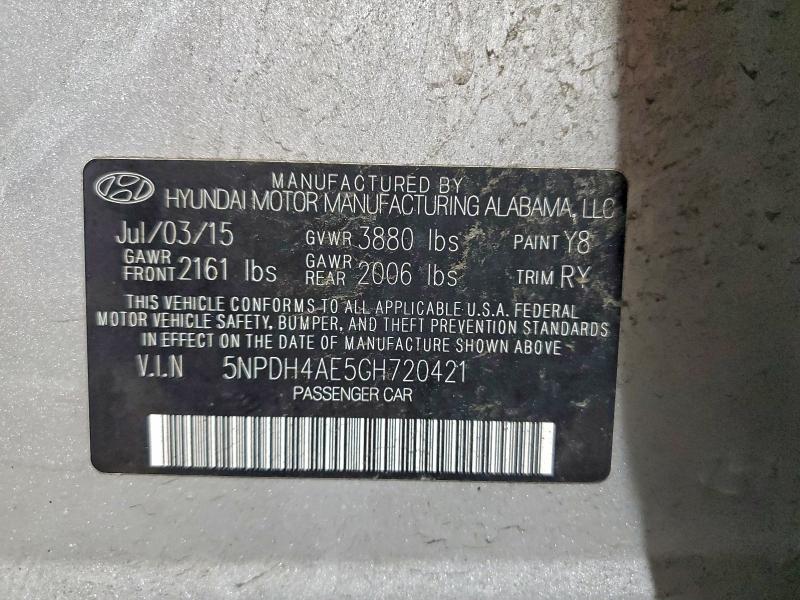 MANUFACTURED BY
HYUNDAI MOTOR MANUFACTURING ALABAMA, LLC
Jul/03/15 GVWR 3880 lbs PAINT Y8
GAWR FRONT 2161 lbs GAWR REAR 2006 lbs TRIM RY
THIS VEHICLE CONFORMS TO ALL APPLICABLE U.S.A. FEDERAL
MOTOR VEHICLE SAFETY, BUMPER, AND THEFT PREVENTION STANDARDS
IN EFFECT ON THE DATE OF MANUFACTURE SHOWN ABOVE
V.I.N 5NPDH4AE5GH720421
PASSENGER CAR